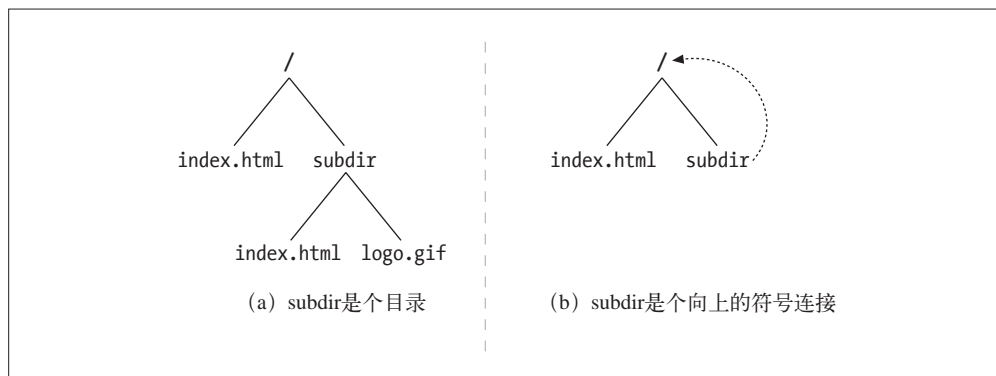 /
index.html subdir
index.html logo.gif
（a）subdir是个目录
/
index.html subdir
（b）subdir是个向上的符号连接